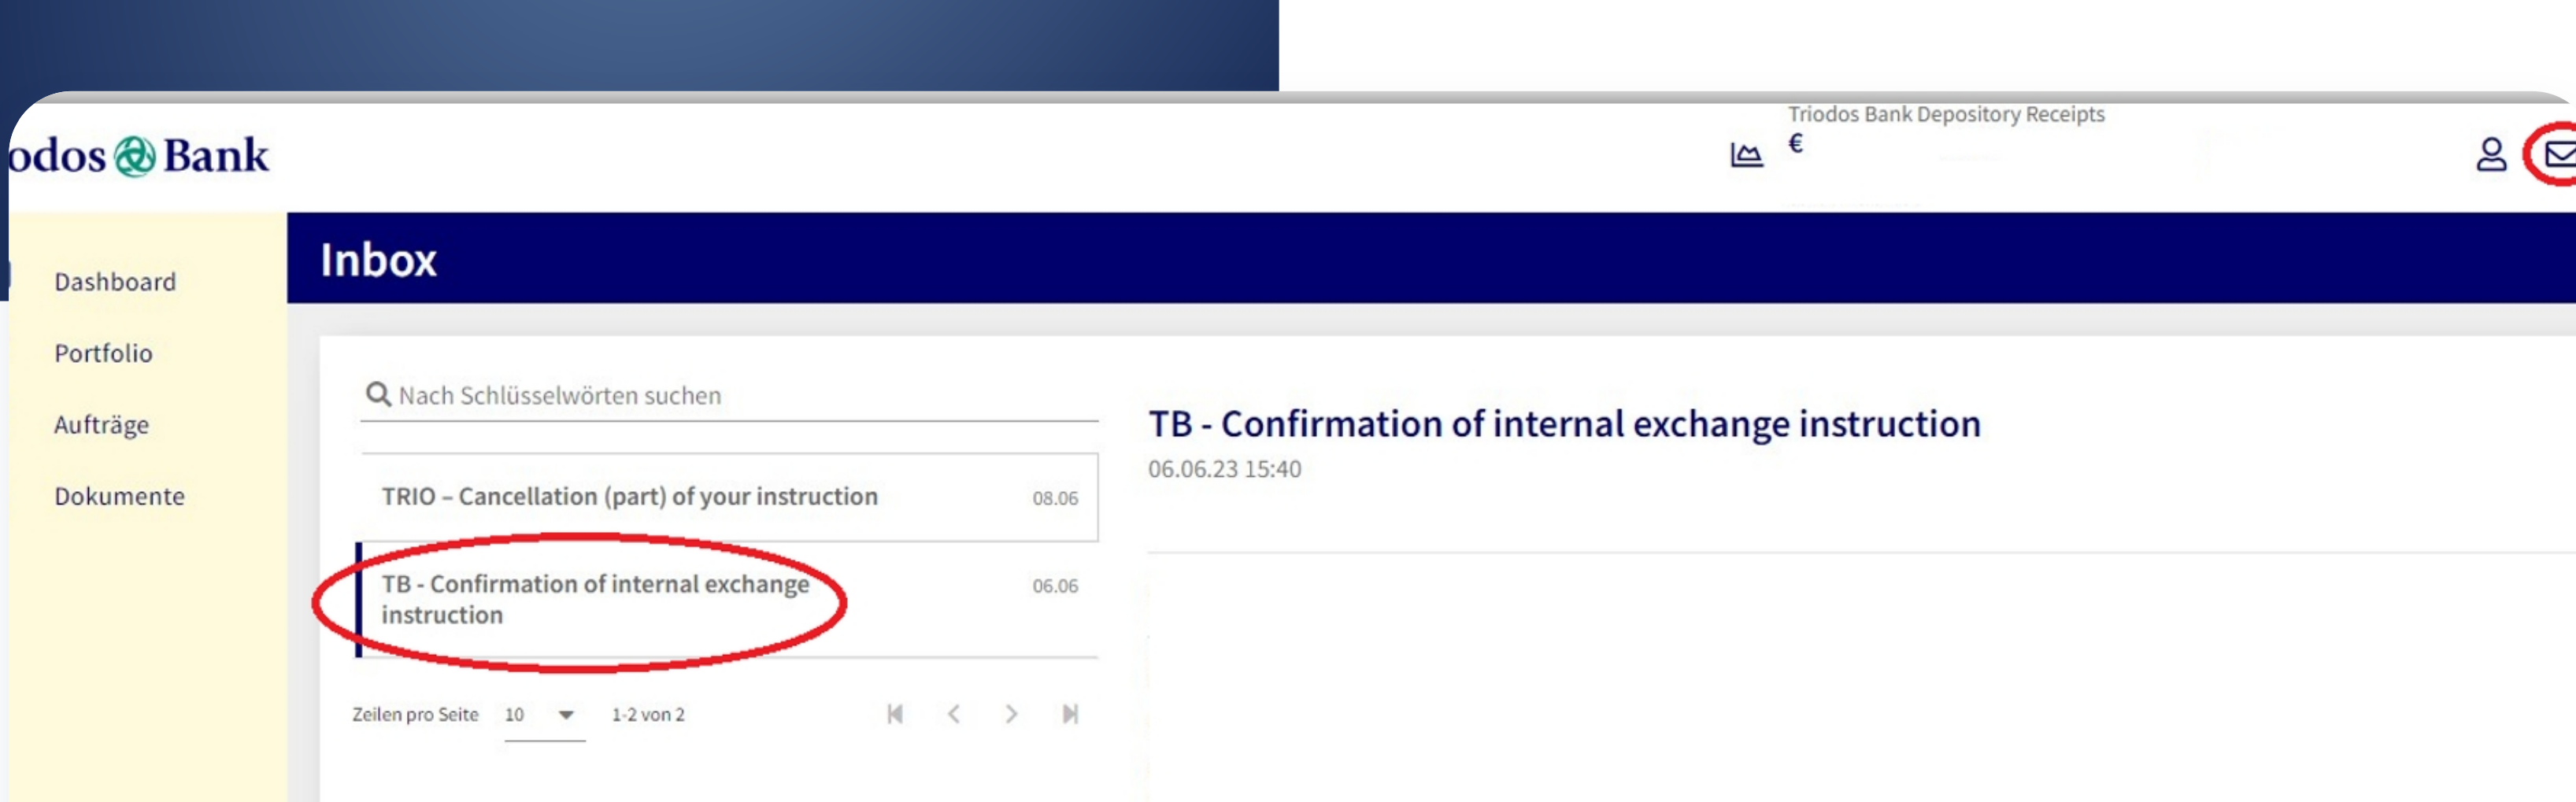 Triodos Bank Depository Receipts
€
odos Bank
Inbox
Dashboard
Portfolio
Aufträge
Dokumente
Nach Schlüsselwörten suchen
TRIO – Cancellation (part) of your instruction 08.06
TB - Confirmation of internal exchange 06.06
instruction
Zeilen pro Seite 10 1-2 von 2
TB - Confirmation of internal exchange instruction
06.06.23 15:40